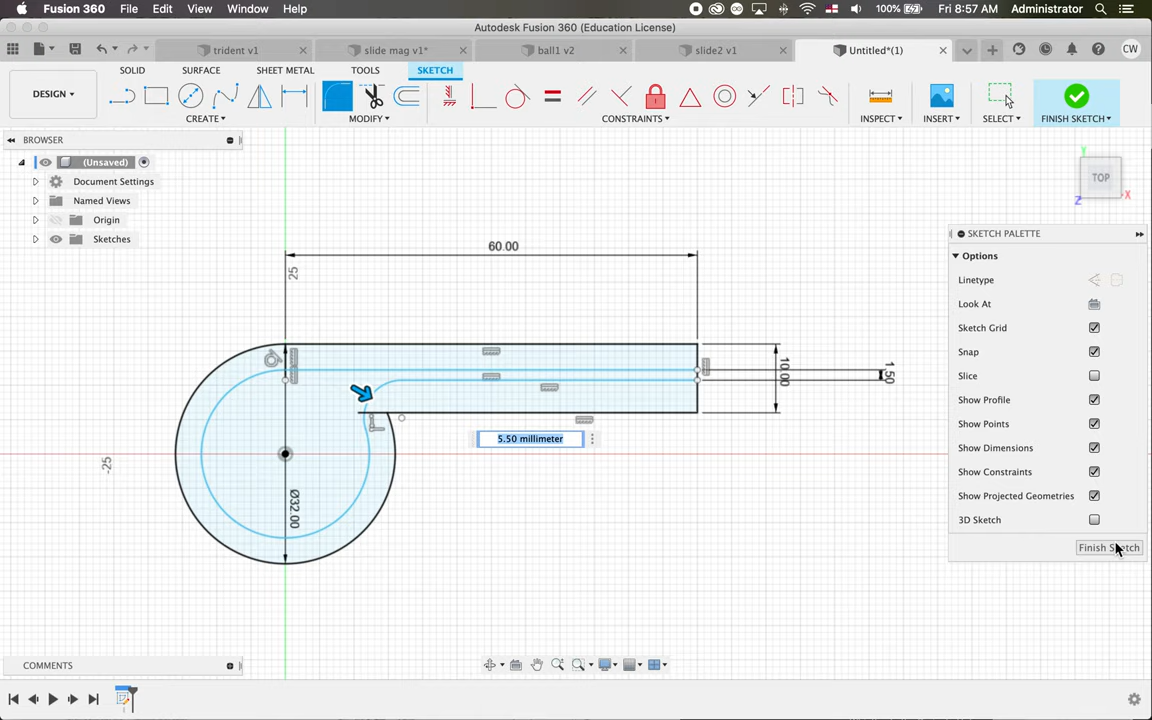 Fusion 360 File Edit View Window Help 100% Fri 8:57 AM Administrator
Autodesk Fusion 360 (Education License)
trident v1 slide mag v1* ball1 v2 slide2 v1 Untitled*(1) CW
SOLID SURFACE SHEET METAL TOOLS SKETCH
DESIGN ▾
CREATE ▾ MODIFY ▾ CONSTRAINTS ▾ INSPECT ▾ INSERT ▾ SELECT ▾ FINISH SKETCH ▾
BROWSER
(Unsaved)
Document Settings
Named Views
Origin
Sketches
TOP
Y
X
Z
SKETCH PALETTE
Options
Linetype
Look At
Sketch Grid
Snap
Slice
Show Profile
Show Points
Show Dimensions
Show Constraints
Show Projected Geometries
3D Sketch
Finish Sketch
60.00
25
10.00
1.50
5.50 millimeter
-25
Ø32.00
COMMENTS